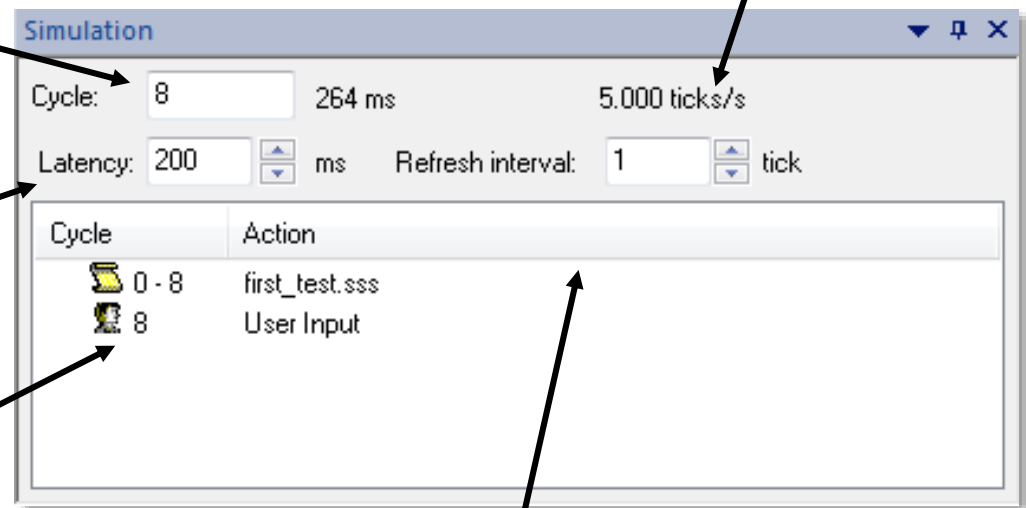 Simulation
Cycle: 8 264 ms 5.000 ticks/s
Latency: 200 ms Refresh interval: 1 tick
Cycle Action
0 - 8 first_test.sss
8 User Input